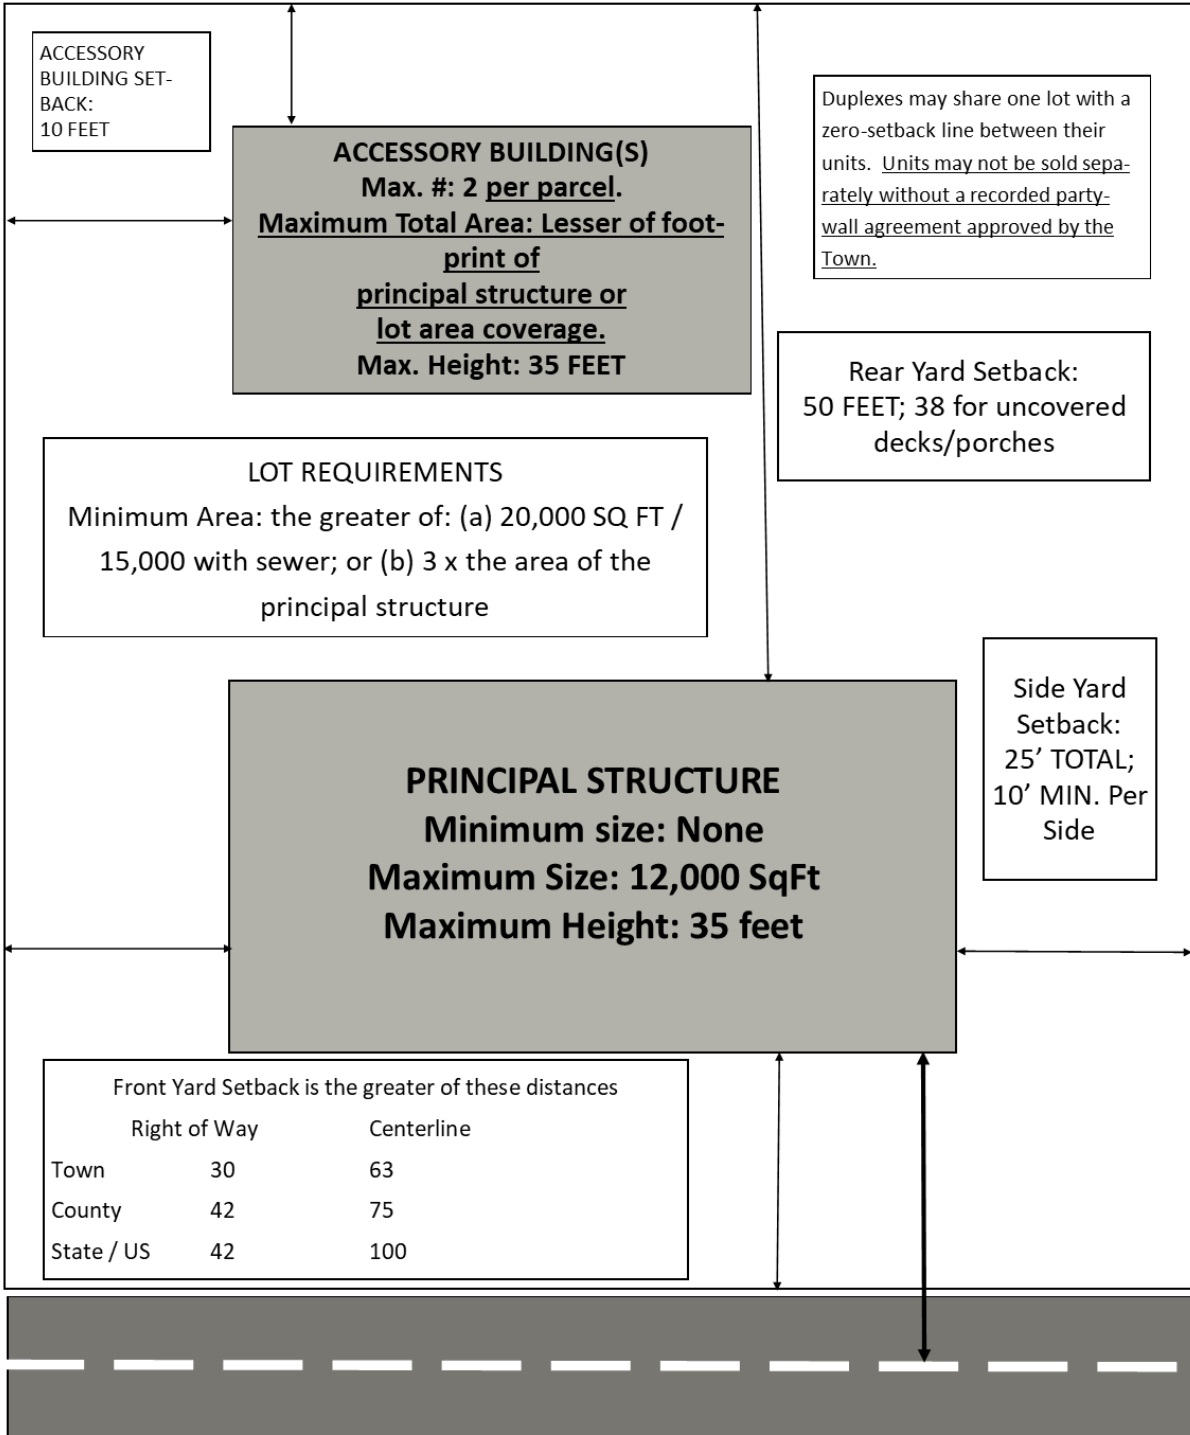 ACCESSORY
BUILDING SET-
BACK:
10 FEET
ACCESSORY BUILDING(S)
Max. #: 2 per parcel.
Maximum Total Area: Lesser of foot-
print of
principal structure or
lot area coverage.
Max. Height: 35 FEET
Duplexes may share one lot with a
zero-setback line between their
units. Units may not be sold sepa-
rately without a recorded party-
wall agreement approved by the
Town.
Rear Yard Setback:
50 FEET; 38 for uncovered
decks/porches
LOT REQUIREMENTS
Minimum Area: the greater of: (a) 20,000 SQ FT /
15,000 with sewer; or (b) 3 x the area of the
principal structure
Side Yard
Setback:
25’ TOTAL;
10’ MIN. Per
Side
PRINCIPAL STRUCTURE
Minimum size: None
Maximum Size: 12,000 SqFt
Maximum Height: 35 feet
Front Yard Setback is the greater of these distances
Right of Way Centerline
Town 30 63
County 42 75
State / US 42 100